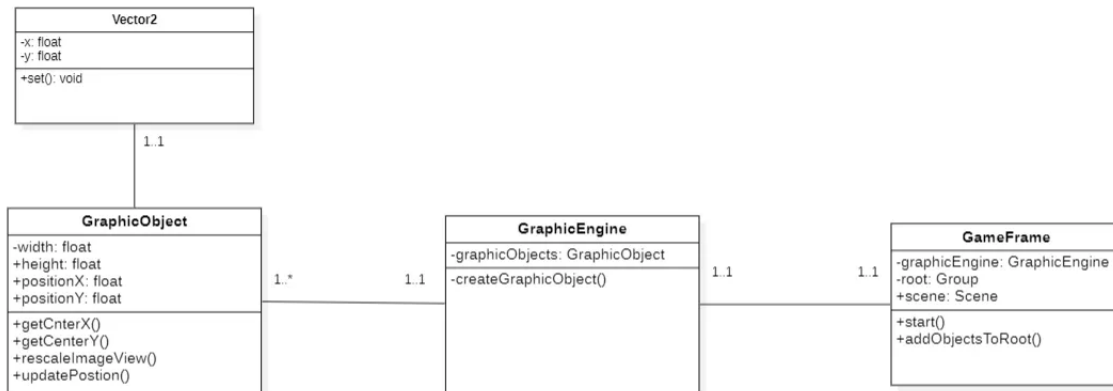 Vector2
-x: float
-y: float
+set(): void
1..1
GraphicObject
-width: float
+height: float
+positionX: float
+positionY: float
+getCnterX()
+getCenterY()
+rescaleImageView()
+updatePostion()
1..*
1..1
GraphicEngine
-graphicObjects: GraphicObject
-createGraphicObject()
1..1
1..1
GameFrame
-graphicEngine: GraphicEngine
-root: Group
+scene: Scene
+start()
+addObjectsToRoot()